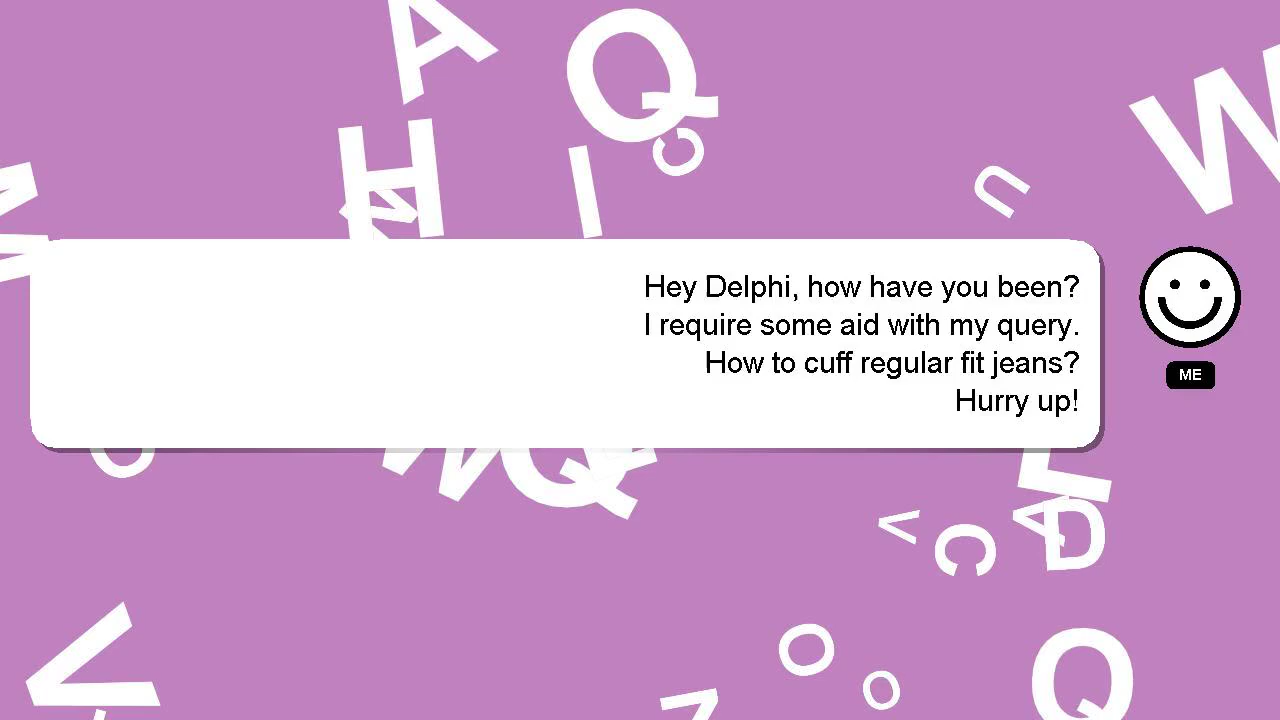 Hey Delphi, how have you been?
I require some aid with my query.
How to cuff regular fit jeans?
Hurry up!
ME
A
Q
W
H
I
C
U
M
M
O
W
Q
L
L
V
C
A
D
V
O
O
Q
Z